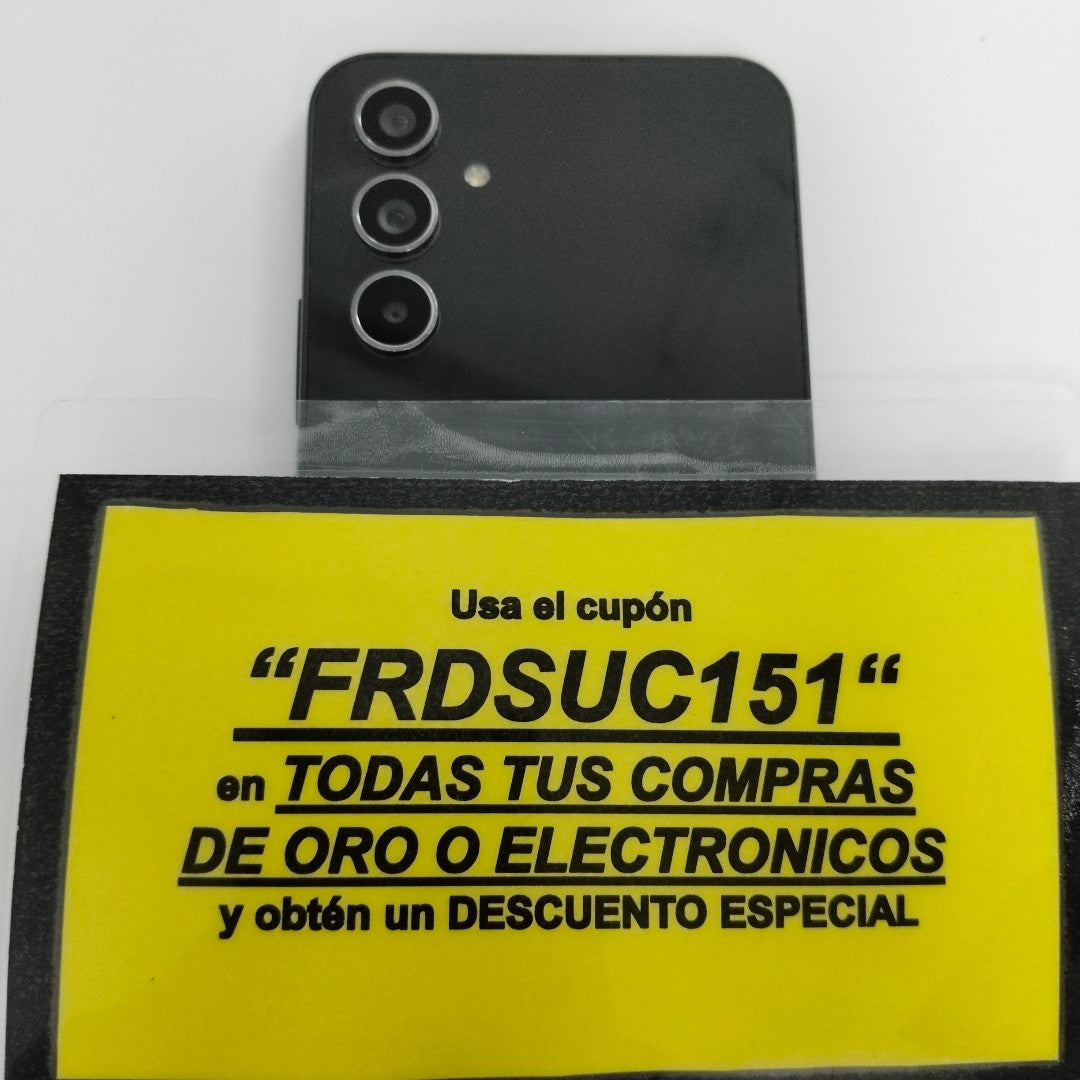 Usa el cupón
“FRDSUC151“
en TODAS TUS COMPRAS
DE ORO O ELECTRONICOS
y obtén un DESCUENTO ESPECIAL